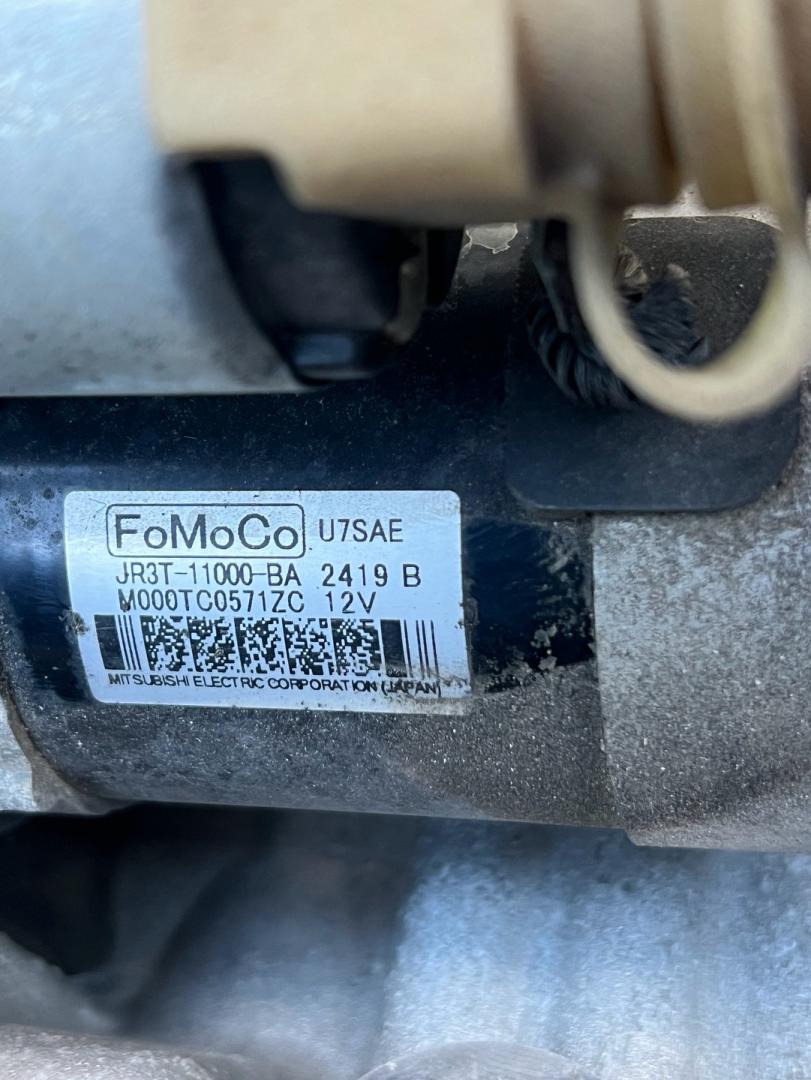 FoMoCo U7SAE
JR3T-11000-BA 2419 B
M000TC0571ZC 12V
MITSUBISHI ELECTRIC CORPORATION (JAPAN)